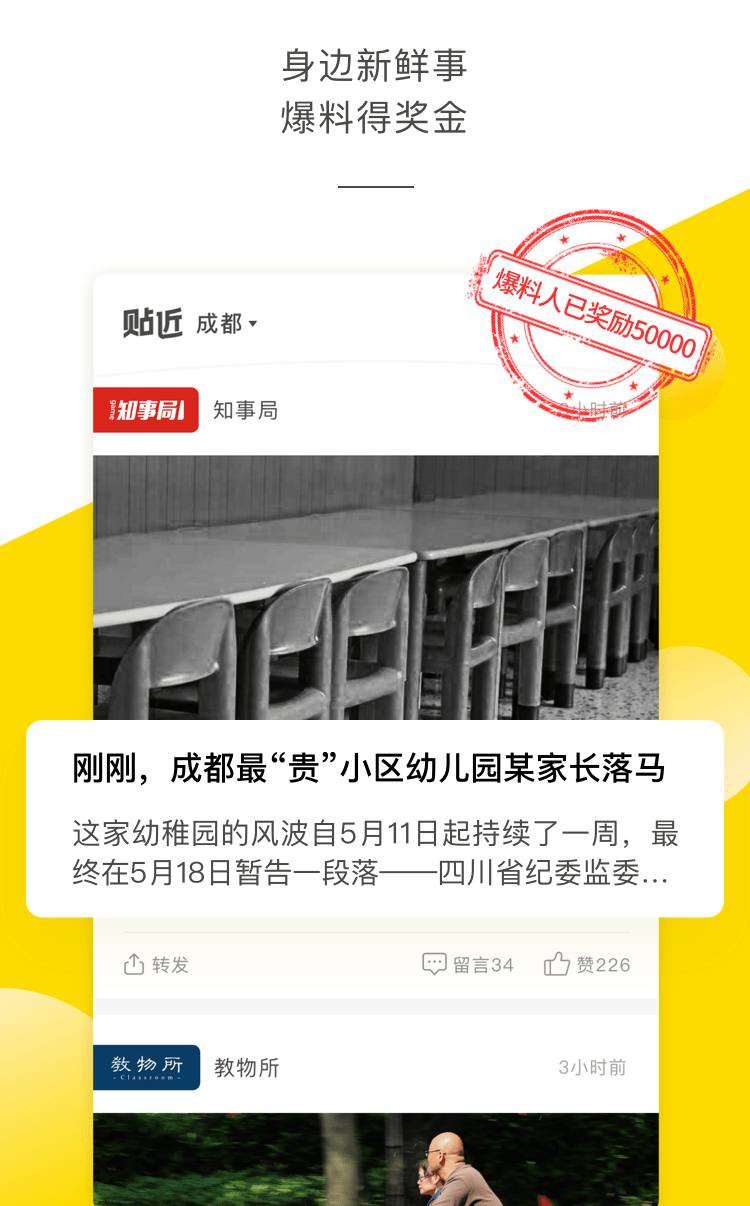 身边新鲜事
爆料得奖金
爆料人已奖励50000
贴近 成都
game 知事局 知事局 3小时前
刚刚，成都最“贵”小区幼儿园某家长落马
这家幼稚园的风波自5月11日起持续了一周，最
终在5月18日暂告一段落——四川省纪委监委...
转发 留言34 赞226
教物所 教物所 3小时前
-Classroom-